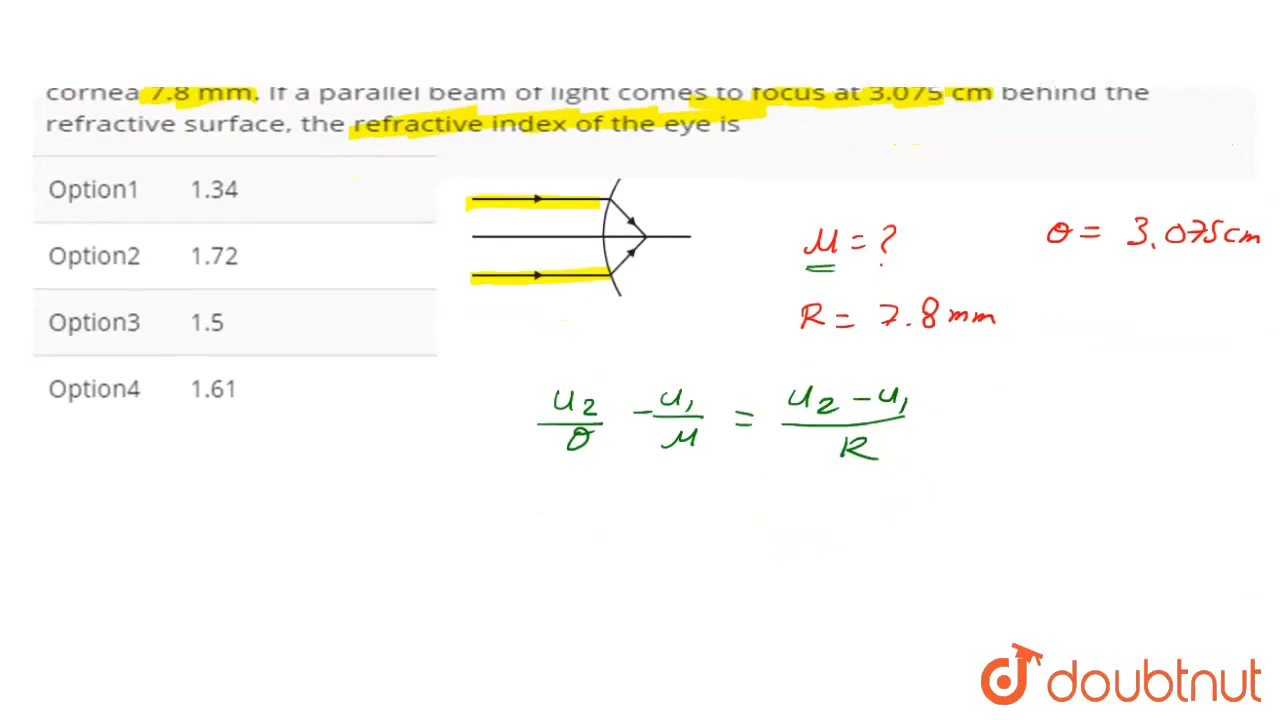 cornea 7.8 mm. If a parallel beam of light comes to focus at 3.075 cm behind the
refractive surface, the refractive index of the eye is
Option1 1.34
Option2 1.72
Option3 1.5
Option4 1.61
μ = ?
ϑ = 3.075 cm
R = 7.8 mm
u2/ϑ - u1/μ = u2 - u1/R
doubtnut